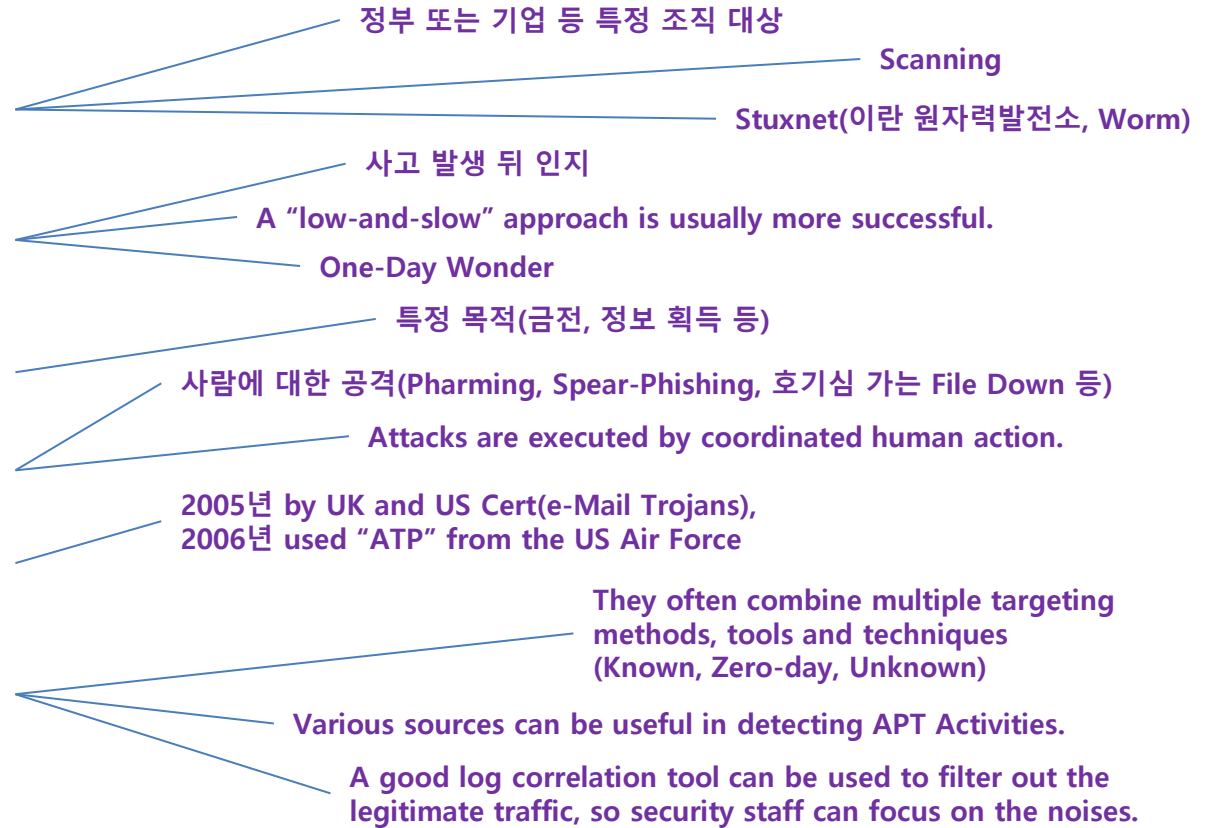 정부 또는 기업 등 특정 조직 대상
Scanning
Stuxnet(이란 원자력발전소, Worm)
사고 발생 뒤 인지
A “low-and-slow” approach is usually more successful.
One-Day Wonder
특정 목적(금전, 정보 획득 등)
사람에 대한 공격(Pharming, Spear-Phishing, 호기심 가는 File Down 등)
Attacks are executed by coordinated human action.
2005년 by UK and US Cert(e-Mail Trojans),
2006년 used “ATP” from the US Air Force
They often combine multiple targeting
methods, tools and techniques
(Known, Zero-day, Unknown)
Various sources can be useful in detecting APT Activities.
A good log correlation tool can be used to filter out the
legitimate traffic, so security staff can focus on the noises.